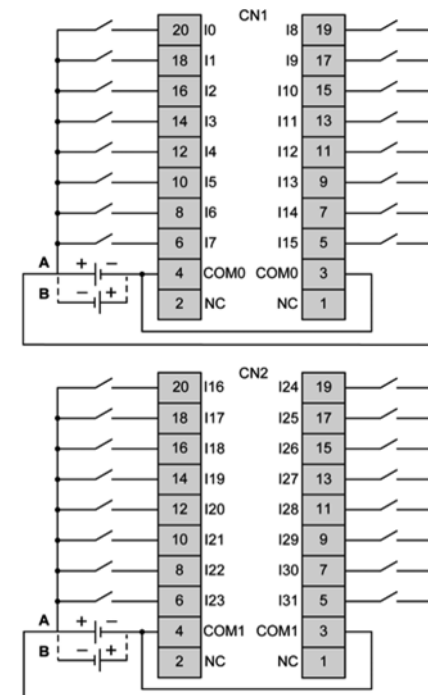 CN1
20 I0 I8 19
18 I1 I9 17
16 I2 I10 15
14 I3 I11 13
12 I4 I12 11
10 I5 I13 9
8 I6 I14 7
6 I7 I15 5
A + − 4 COM0 COM0 3
B − + 2 NC NC 1
CN2
20 I16 I24 19
18 I17 I25 17
16 I18 I26 15
14 I19 I27 13
12 I20 I28 11
10 I21 I29 9
8 I22 I30 7
6 I23 I31 5
A + − 4 COM1 COM1 3
B − + 2 NC NC 1